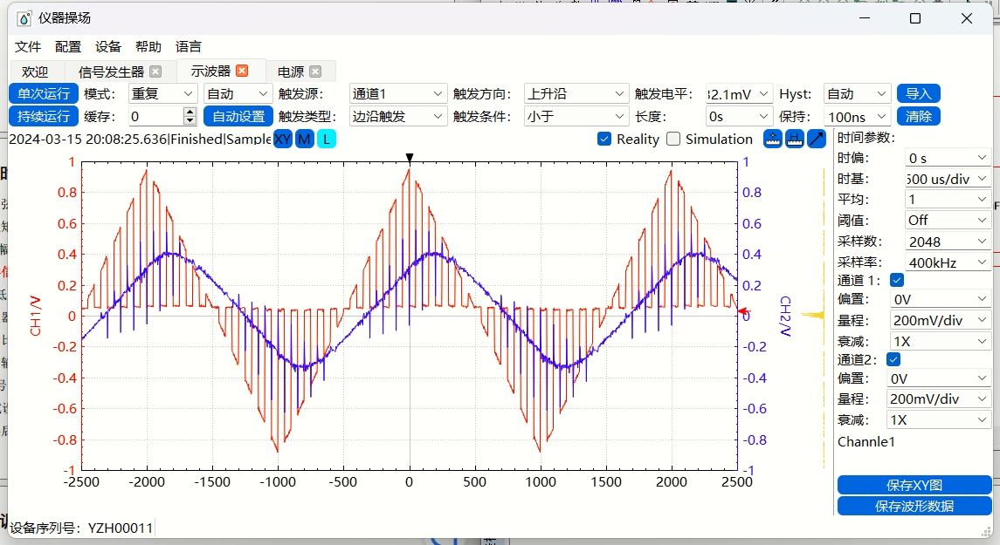 仪器操场
文件 配置 设备 帮助 语言
欢迎 信号发生器 示波器 电源
单次运行 模式: 重复 自动 触发源: 通道1 触发方向: 上升沿 触发电平: 32.1mV Hyst: 自动 导入
持续运行 缓存: 0 自动设置 触发类型: 边沿触发 触发条件: 小于 长度: 0s 保持: 100ns 清除
2024-03-15 20:08:25.636|Finished|Sample XY M L Reality Simulation H 时间参数:
时偏: 0 s
时基: 500 us/div
平均: 1
阈值: Off
采样数: 2048
采样率: 400kHz
通道 1:
偏置: 0V
量程: 200mV/div
衰减: 1X
通道2:
偏置: 0V
量程: 200mV/div
衰减: 1X
Channle1
保存XY图
保存波形数据
CH1/V
1
0.8
0.6
0.4
0.2
0
-0.2
-0.4
-0.6
-0.8
-1
-2500 -2000 -1500 -1000 -500 0 500 1000 1500 2000 2500
1
0.8
0.6
0.4
0.2
0
-0.2
-0.4
-0.6
-0.8
-1
CH2/V
设备序列号: YZH00011